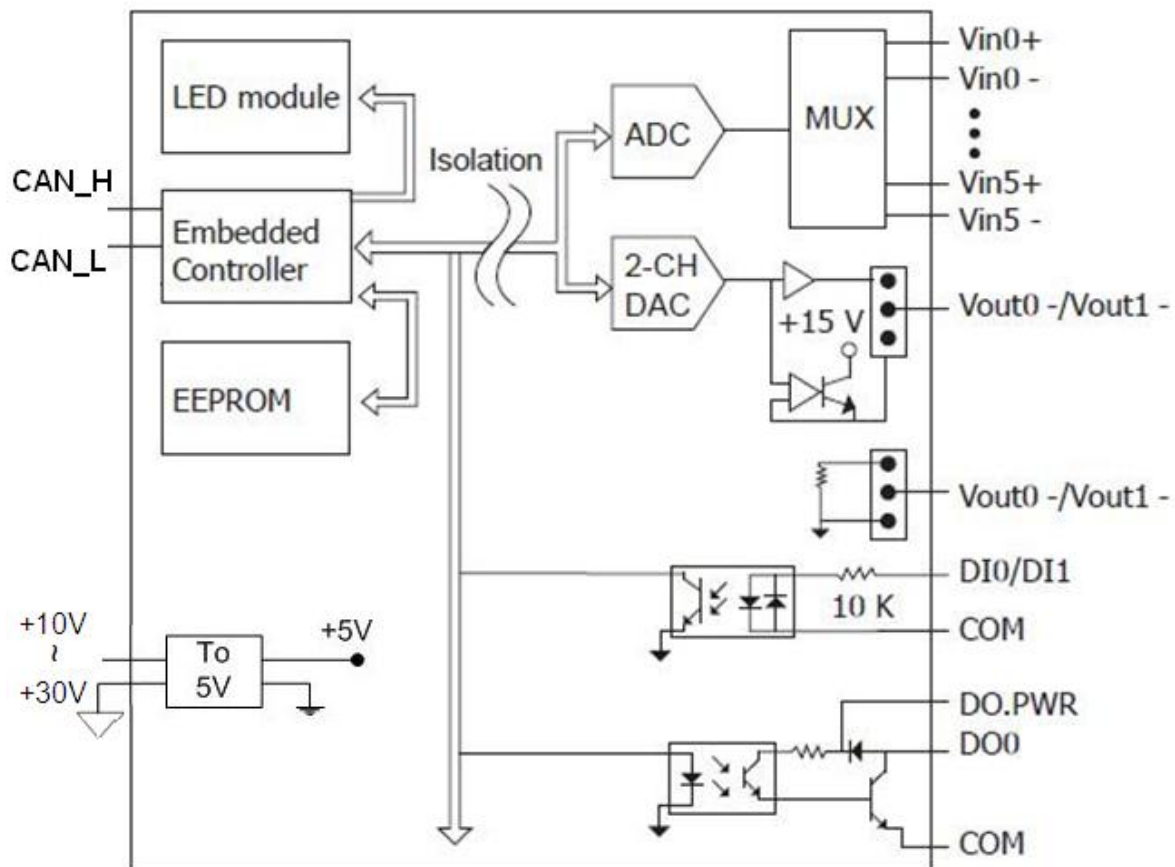 LED module
CAN_H
CAN_L
Embedded
Controller
EEPROM
Isolation
ADC
MUX
Vin0+
Vin0 -
Vin5+
Vin5 -
2-CH
DAC
+15 V
Vout0 -/Vout1 -
Vout0 -/Vout1 -
DI0/DI1
10 K
COM
+10V
~
+30V
To
5V
+5V
DO.PWR
DO0
COM